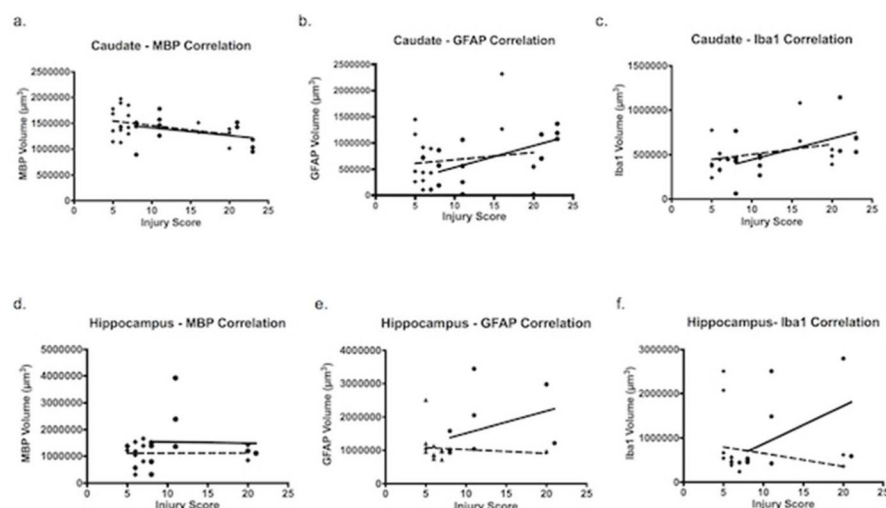 a.
Caudate - MBP Correlation
MBP Volume (µm³)
2000000
1500000
1000000
500000
0
0 5 10 15 20 25
Injury Score
b.
Caudate - GFAP Correlation
GFAP Volume (µm³)
2500000
2000000
1500000
1000000
500000
0
0 5 10 15 20 25
Injury Score
c.
Caudate - Iba1 Correlation
Iba1 Volume (µm³)
1500000
1000000
500000
0
0 5 10 15 20 25
Injury Score
d.
Hippocampus - MBP Correlation
MBP Volume (µm³)
5000000
4000000
3000000
2000000
1000000
0
0 5 10 15 20 25
Injury Score
e.
Hippocampus - GFAP Correlation
GFAP Volume (µm³)
4000000
3000000
2000000
1000000
0
0 5 10 15 20 25
Injury Score
f.
Hippocampus- Iba1 Correlation
Iba1 Volume (µm³)
3000000
2000000
1000000
0
0 5 10 15 20 25
Injury Score